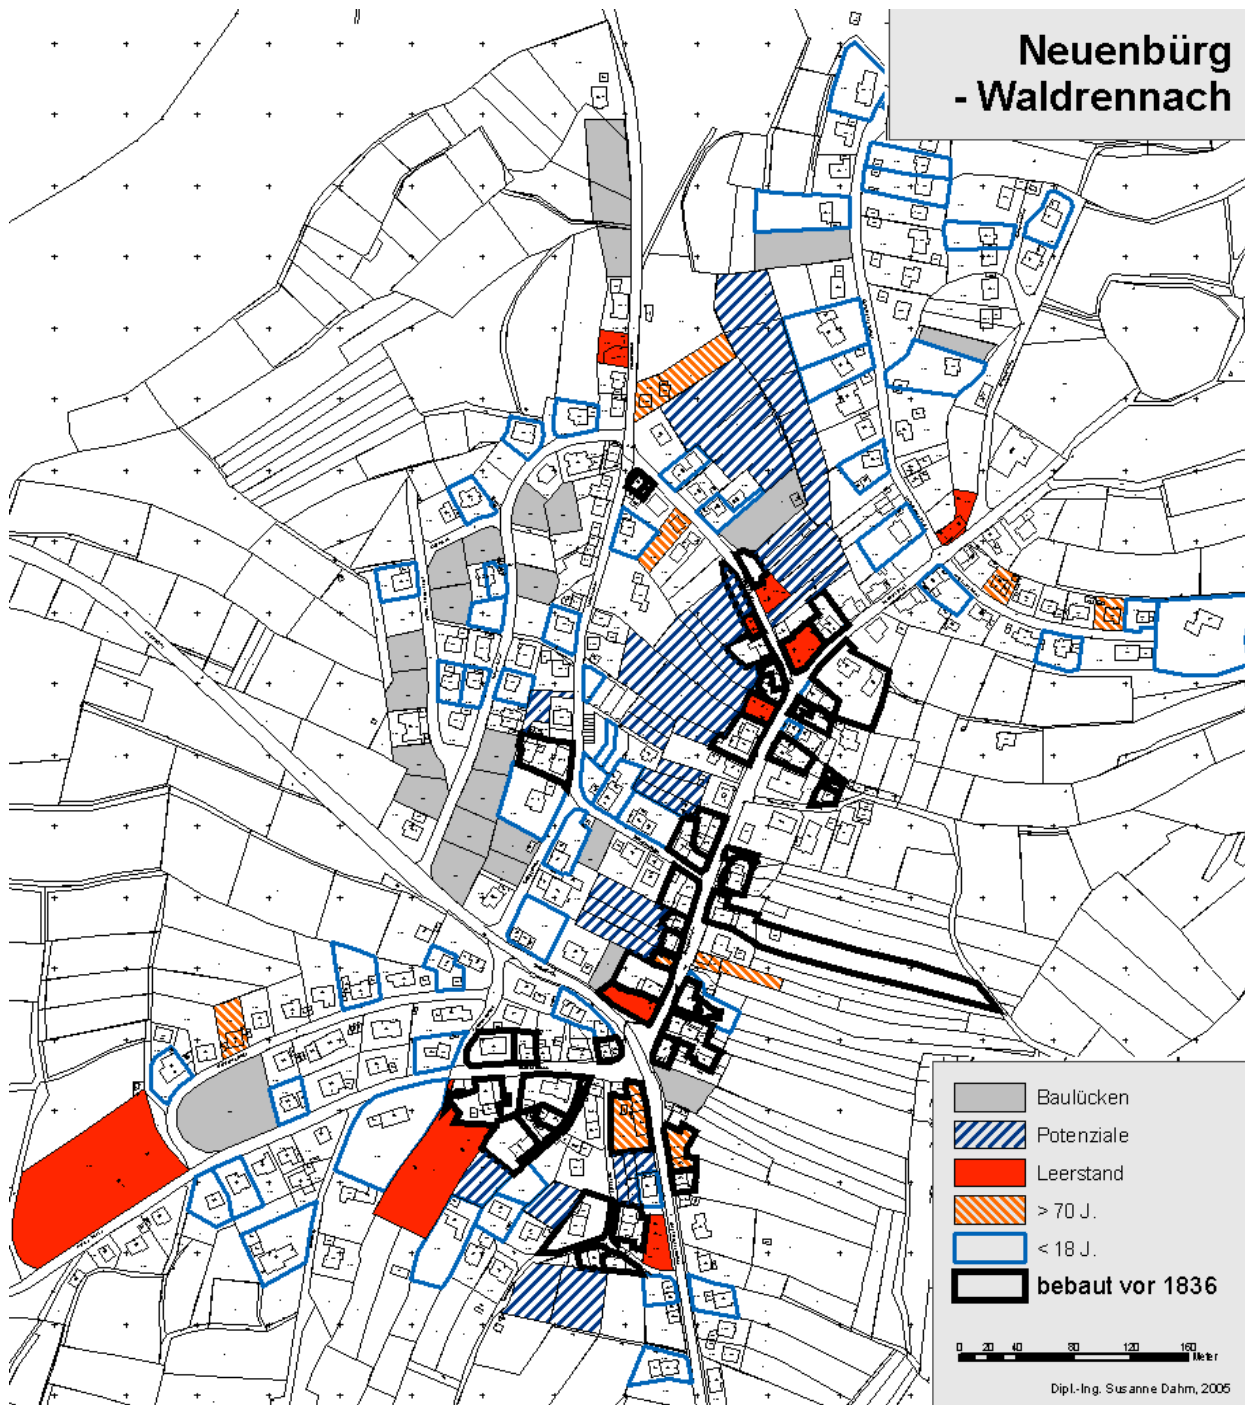 Neuenbürg
- Waldrennach
Baulücken
Potenziale
Leerstand
> 70 J.
< 18 J.
bebaut vor 1836
0 20 40 80 120 160
Meter
Dipl.-Ing. Susanne Dahm, 2005